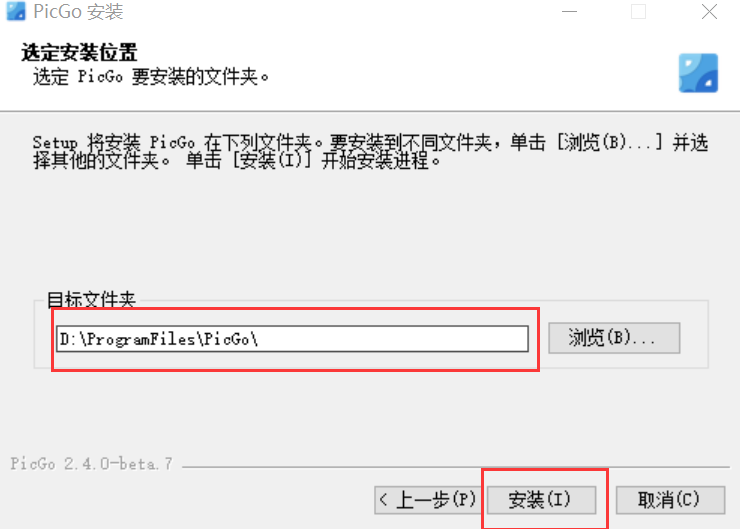 PicGo 安装
选定安装位置
选定 PicGo 要安装的文件夹。
Setup 将安装 PicGo 在下列文件夹。要安装到不同文件夹，单击 [浏览(B)...] 并选
择其他的文件夹。 单击 [安装(I)] 开始安装进程。
目标文件夹
D:\ProgramFiles\PicGo\
浏览(B)...
PicGo 2.4.0-beta.7
< 上一步(P)
安装(I)
取消(C)